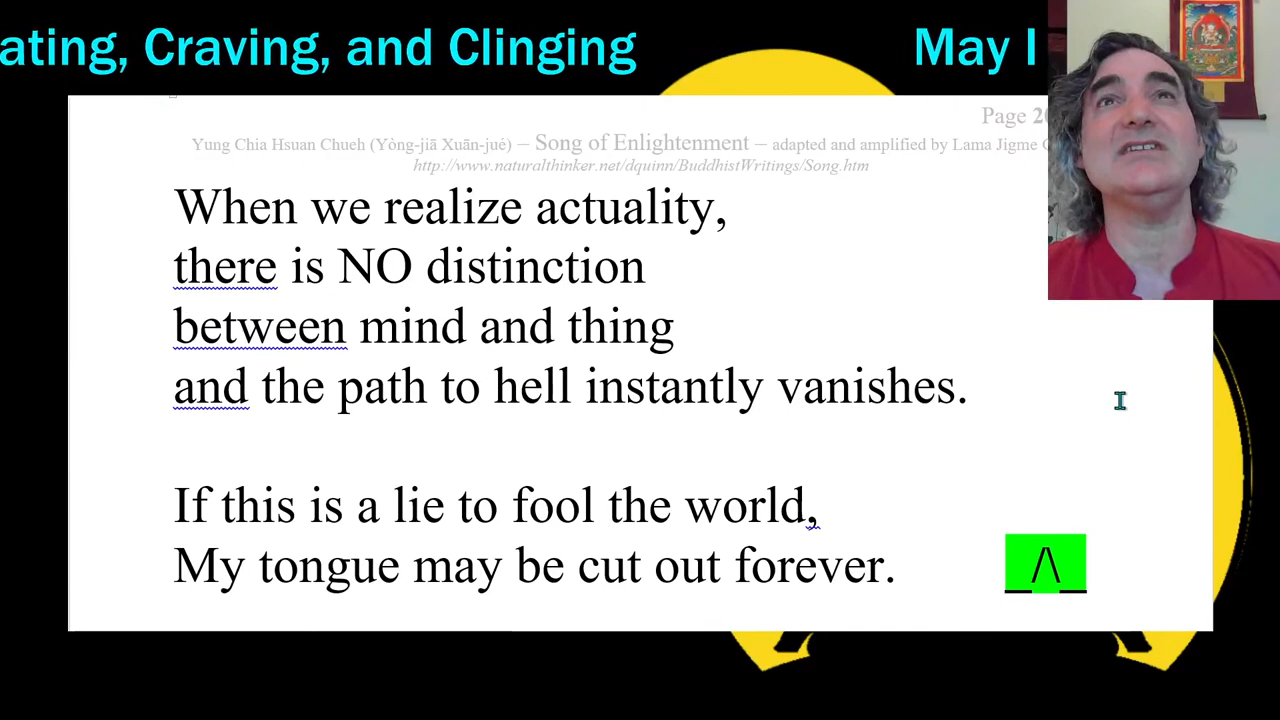 ating, Craving, and Clinging May I
Page
Yung Chia Hsuan Chueh (Yòng-jiā Xuān-jué) – Song of Enlightenment – adapted and amplified by Lama Jigme
http://www.naturalthinker.net/dquinn/BuddhistWritings/Song.htm
When we realize actuality,
there is NO distinction
between mind and thing
and the path to hell instantly vanishes.
If this is a lie to fool the world,
My tongue may be cut out forever. _/\_